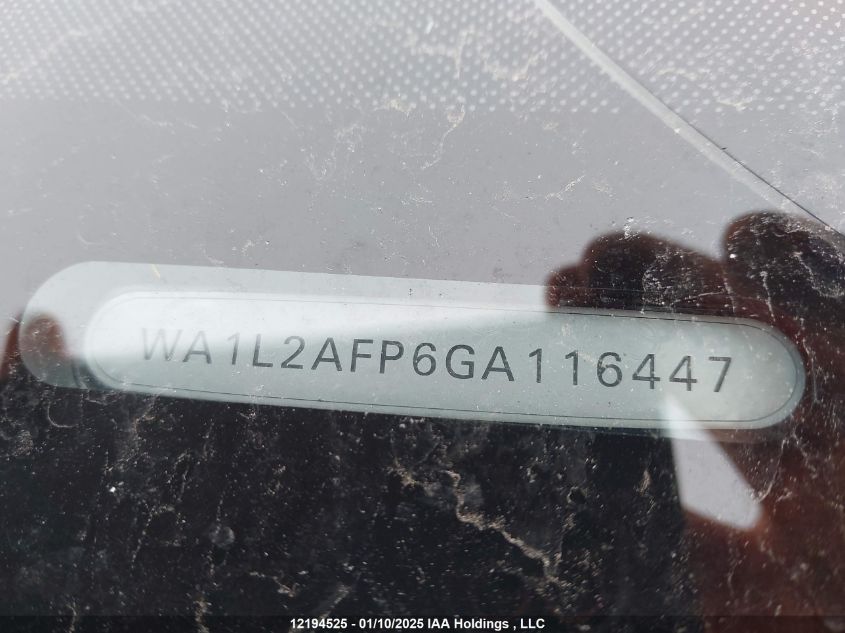 WA1L2AFP6GA116447
12194525 - 01/10/2025 IAA Holdings , LLC